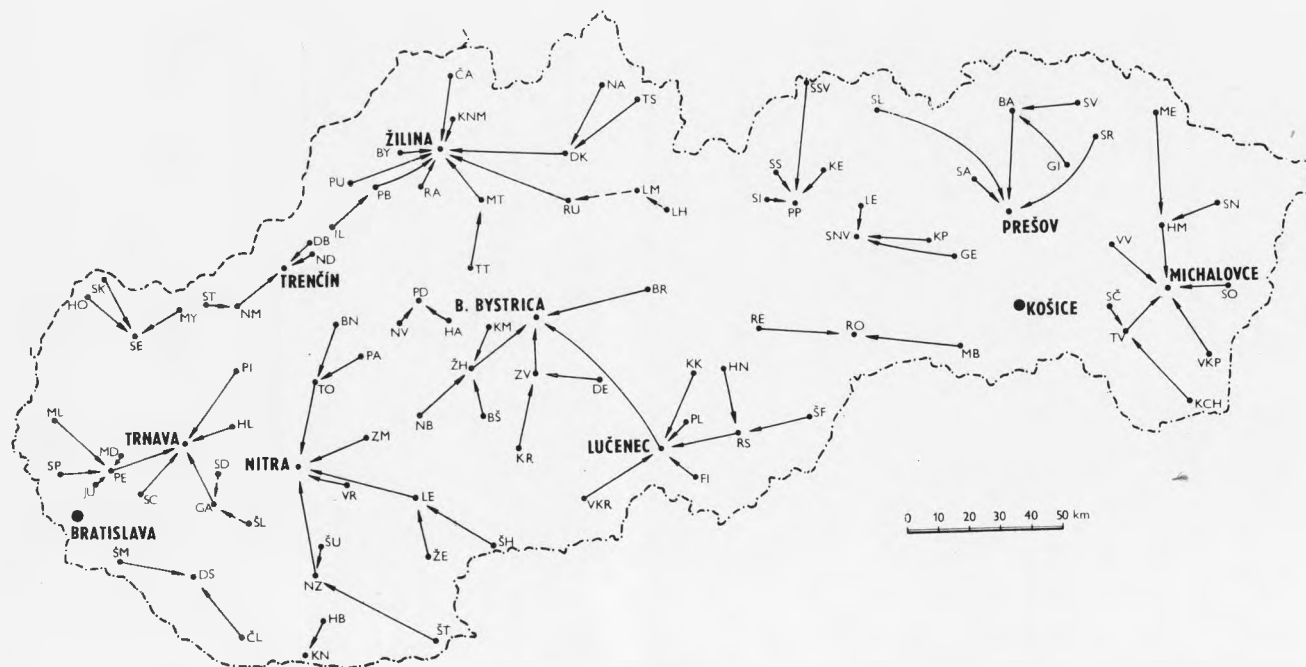 ČA
NA
TS
SSV
SL
BA
SV
ME
KNM
SR
ŽILINA
BY
DK
SS
KE
SA
GI
PU
PB
RA
MT
RU
LM
LH
SI
PP
LE
PREŠOV
SN
HM
IL
DB
ND
SNV
KP
GE
VV
TRENČÍN
TT
MICHALOVCE
SO
SK
HO
ST
NM
MY
PD
B. BYSTRICA
BR
KOŠICE
SČ
SE
BN
NV
HA
KM
RE
RO
MB
TV
VKP
PI
PA
TO
ŽH
ZV
DE
KK
HN
KCH
ML
HL
NB
BŠ
PL
ŠF
TRNAVA
ZM
RS
MD
SP
PE
SD
NITRA
KR
LUČENEC
JU
SC
VR
LE
FI
GA
VKR
BRATISLAVA
ŠL
ŠM
ŠU
ŽE
ŠH
0 10 20 30 40 50 km
DS
NZ
HB
ČL
ŠT
KN